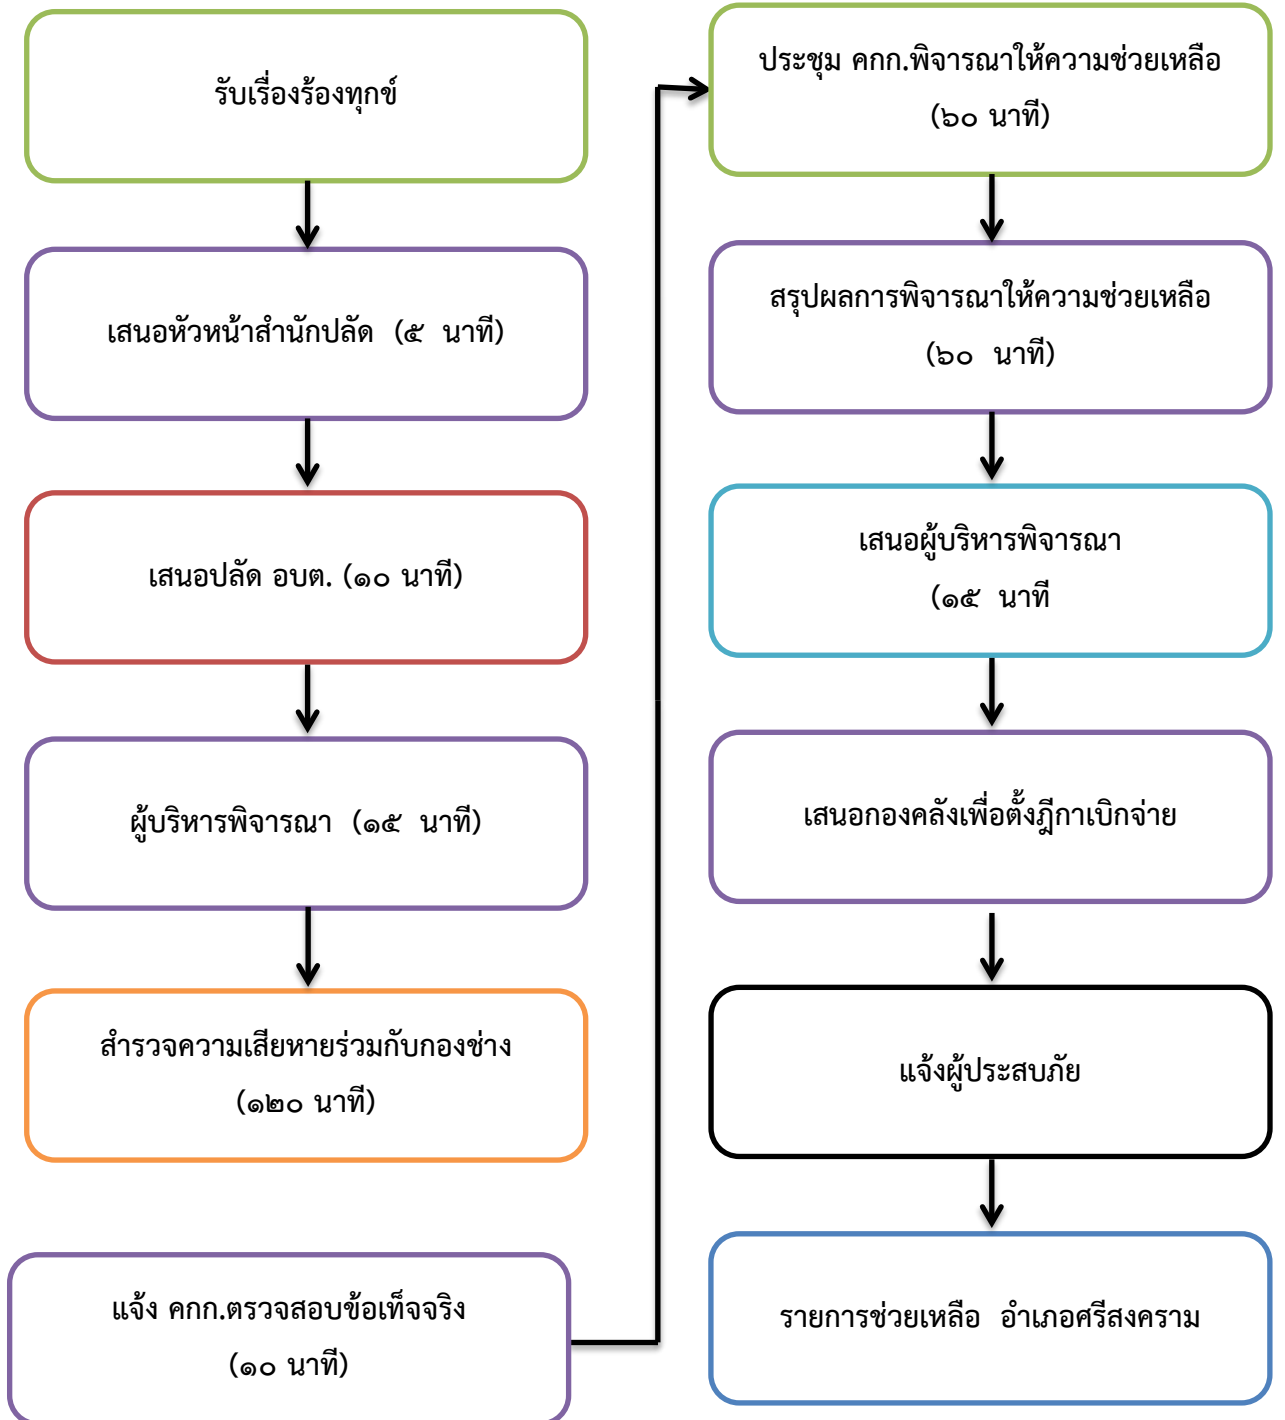 รับเรื่องร้องทุกข์
เสนอหัวหน้าสำนักปลัด (๕ นาที)
เสนอปลัด อบต. (๑๐ นาที)
ผู้บริหารพิจารณา (๑๕ นาที)
สำรวจความเสียหายร่วมกับกองช่าง
(๑๒๐ นาที)
แจ้ง คกก.ตรวจสอบข้อเท็จจริง
(๑๐ นาที)
ประชุม คกก.พิจารณาให้ความช่วยเหลือ
(๖๐ นาที)
สรุปผลการพิจารณาให้ความช่วยเหลือ
(๖๐ นาที)
เสนอผู้บริหารพิจารณา
(๑๕ นาที
เสนอกองคลังเพื่อตั้งฎีกาเบิกจ่าย
แจ้งผู้ประสบภัย
รายการช่วยเหลือ อำเภอศรีสงคราม